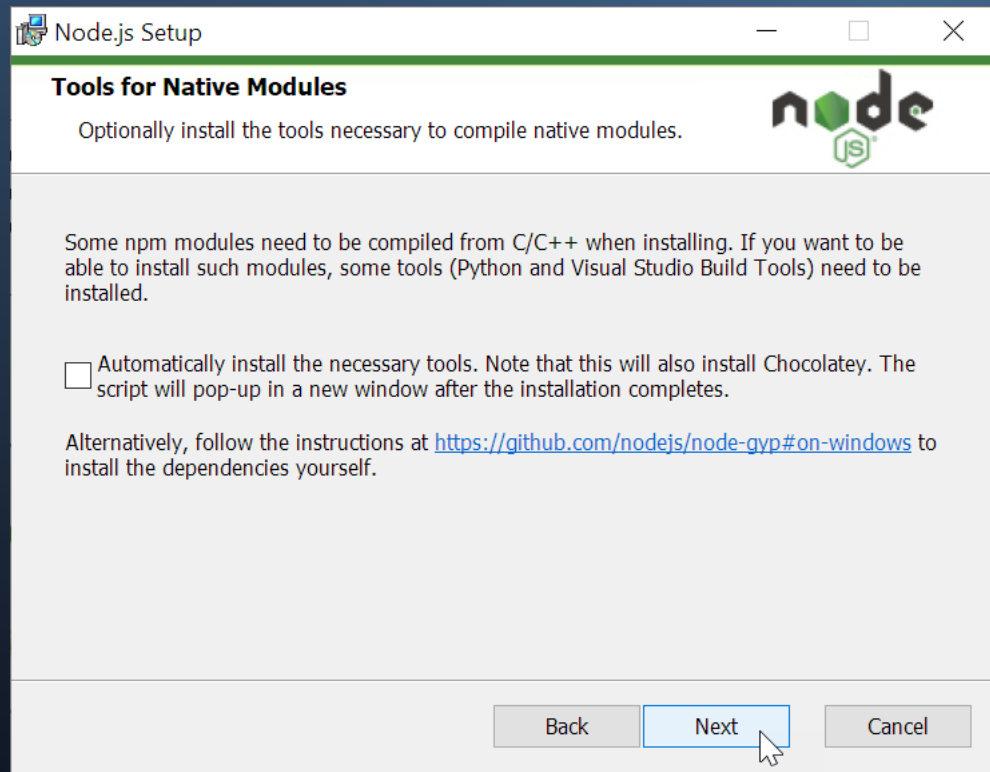 Node.js Setup
Tools for Native Modules
Optionally install the tools necessary to compile native modules.
node
JS
Some npm modules need to be compiled from C/C++ when installing. If you want to be
able to install such modules, some tools (Python and Visual Studio Build Tools) need to be
installed.
Automatically install the necessary tools. Note that this will also install Chocolatey. The
script will pop-up in a new window after the installation completes.
Alternatively, follow the instructions at https://github.com/nodejs/node-gyp#on-windows to
install the dependencies yourself.
Back
Next
Cancel